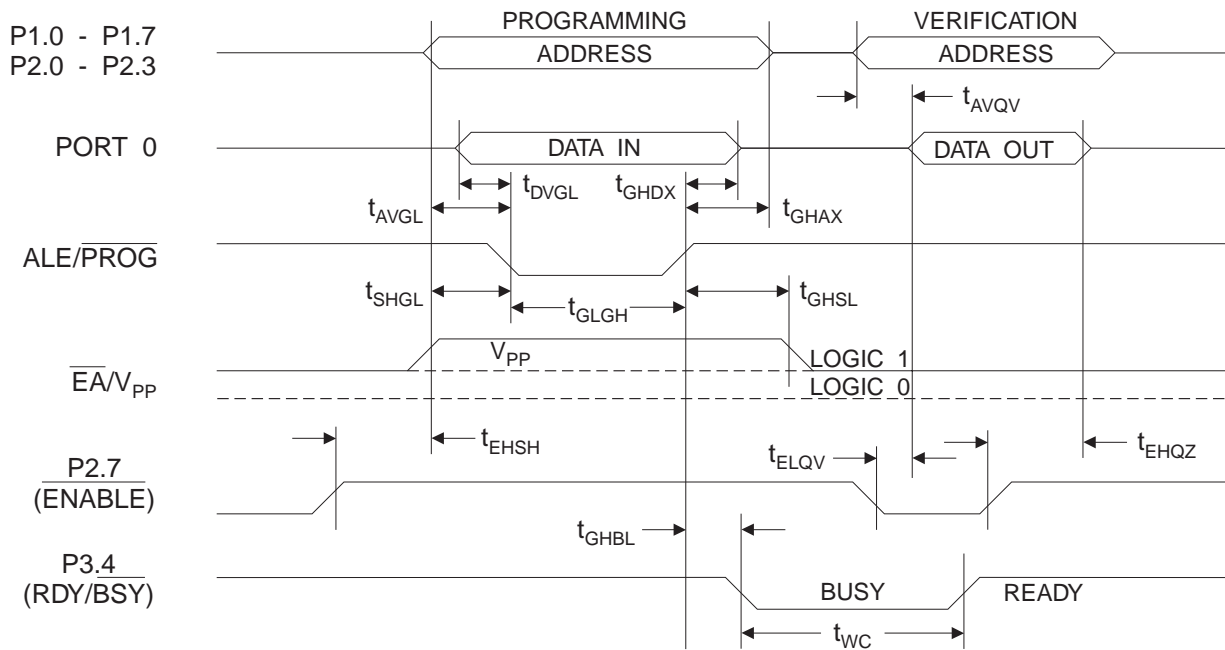 PROGRAMMING
VERIFICATION
P1.0 - P1.7
P2.0 - P2.3
ADDRESS
ADDRESS
tAVQV
PORT 0
DATA IN
DATA OUT
tDVGL
tGHDX
tAVGL
tGHAX
ALE/PROG
tSHGL
tGLGH
tGHSL
VPP
LOGIC 1
EA/VPP
LOGIC 0
tEHSH
tELQV
tEHQZ
P2.7
(ENABLE)
tGHBL
P3.4
(RDY/BSY)
BUSY
READY
tWC